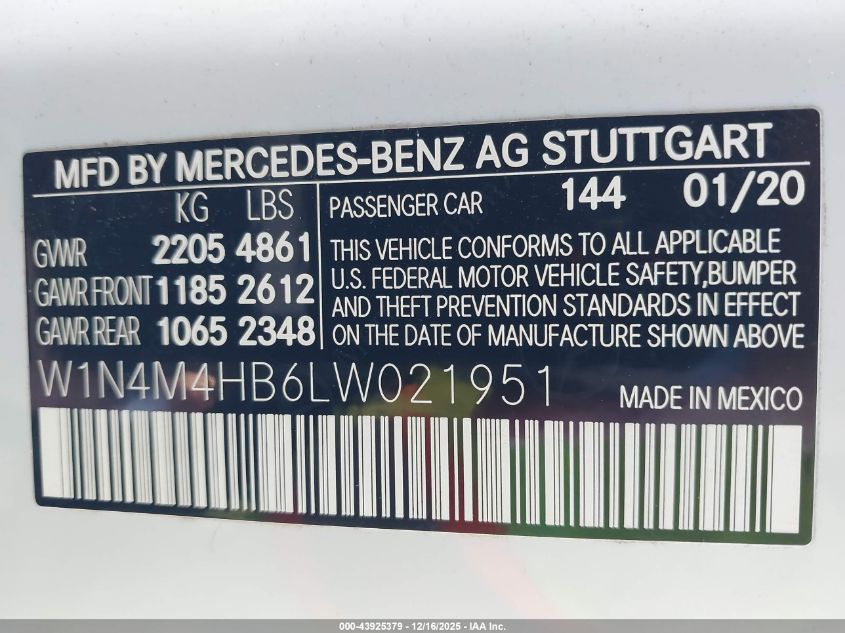 MFD BY MERCEDES-BENZ AG STUTTGART
KG LBS
GVWR 2205 4861
GAWR FRONT 1185 2612
GAWR REAR 1065 2348
PASSENGER CAR 144 01/20
THIS VEHICLE CONFORMS TO ALL APPLICABLE
U.S. FEDERAL MOTOR VEHICLE SAFETY,BUMPER
AND THEFT PREVENTION STANDARDS IN EFFECT
ON THE DATE OF MANUFACTURE SHOWN ABOVE
W1N4M4HB6LW021951
MADE IN MEXICO
000-43925379 - 12/16/2025 - IAA Inc.